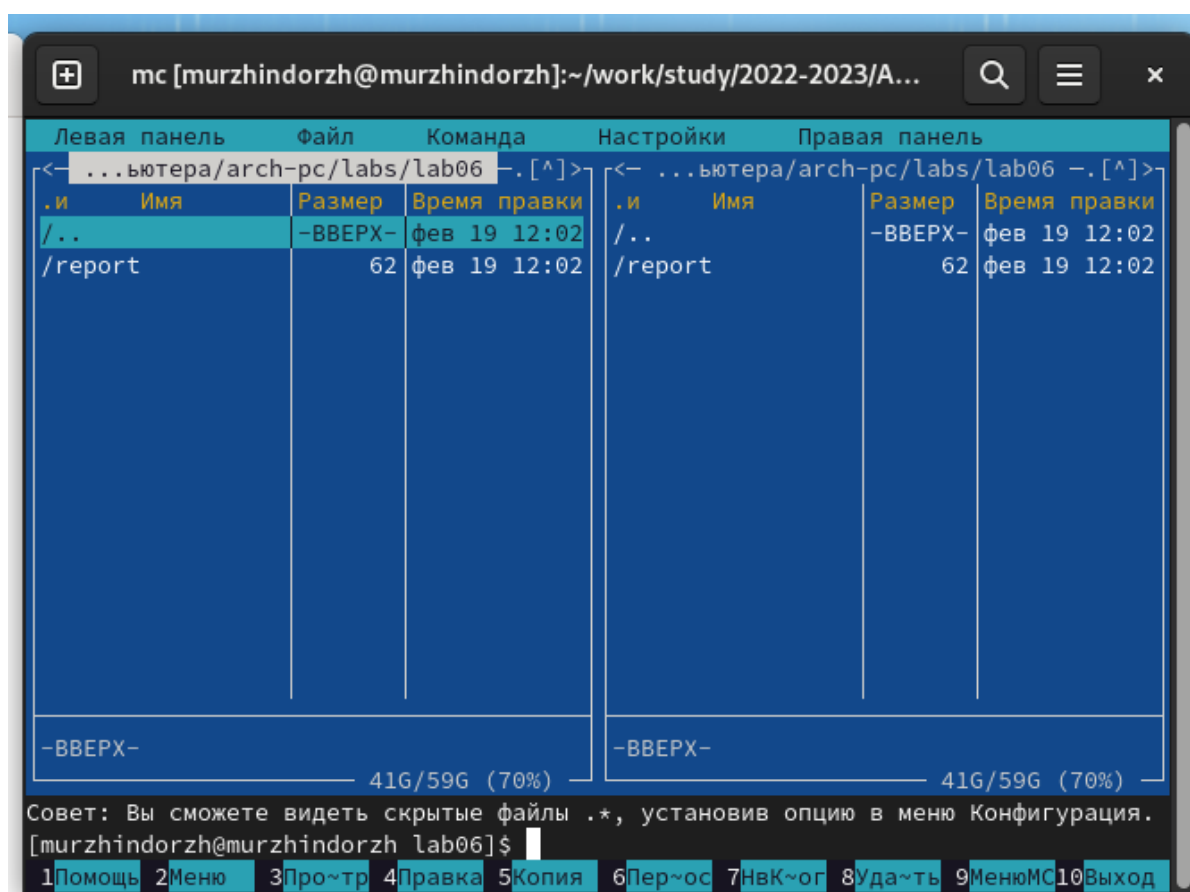 mc [murzhindorzh@murzhindorzh]:~/work/study/2022-2023/A...
Левая панель Файл Команда Настройки Правая панель
<— ...ьютера/arch-pc/labs/lab06 —.[^]> <— ...ьютера/arch-pc/labs/lab06 —.[^]>
.и Имя Размер Время правки .и Имя Размер Время правки
/.. -ВВЕРХ- фев 19 12:02 /.. -ВВЕРХ- фев 19 12:02
/report 62 фев 19 12:02 /report 62 фев 19 12:02
-ВВЕРХ- -ВВЕРХ-
41G/59G (70%) 41G/59G (70%)
Совет: Вы сможете видеть скрытые файлы .*, установив опцию в меню Конфигурация.
[murzhindorzh@murzhindorzh lab06]$
1Помощь 2Меню 3Про~тр 4Правка 5Копия 6Пер~ос 7НвК~ог 8Уда~ть 9МенюMC10Выход